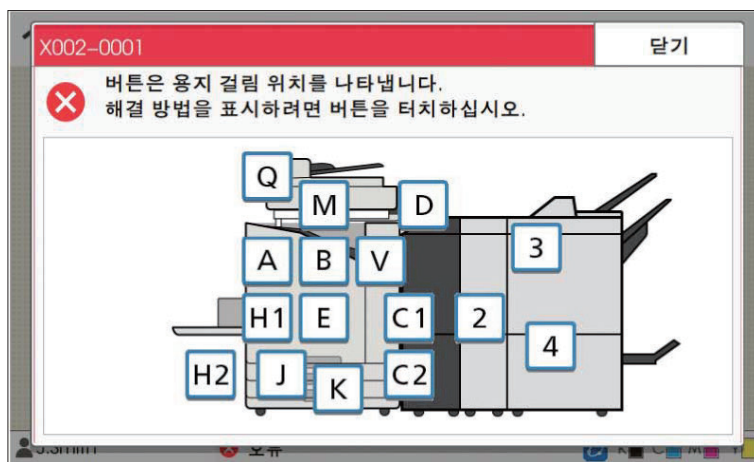 X002-0001
닫기
버튼은 용지 걸림 위치를 나타냅니다.
해결 방법을 표시하려면 버튼을 터치하십시오.
Q
M D
A B V 3
H1 E C1 2
4
H2 J K C2
오류
K C M Y